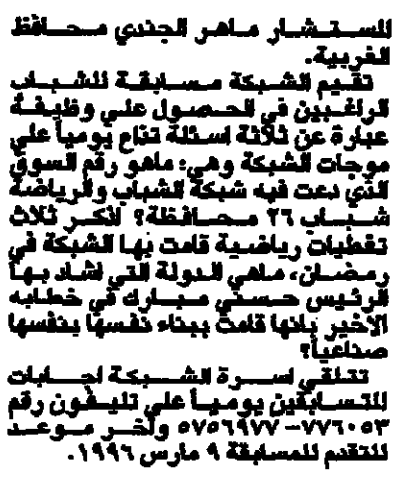 المستشار ماهر الجندي محافظ
الغربية.
تقيم الشبكة مسابقة للشباب
الراغبين في الحصول علي وظيفة
عبارة عن ثلاثة اسئلة تذاع يومياً علي
موجات الشبكة وهي: ماهو رقم السوق
الذي دعت فيه شبكة الشباب والرياضة
شباب ٢٦ محافظة؟ اذكر ثلاث
تغطيات رياضية قامت بها الشبكة في
رمضان، ماهي الدولة التي اشاد بها
الرئيس حسني مبارك في خطابه
الاخير بانها قامت ببناء نفسها بنفسها
صناعياً؟
تتلقي اسرة الشبكة اجابات
المتسابقين يومياً علي تليفون رقم
٧٧٦٠٥٣ – ٥٧٥٦٩٧٧ واخر موعد
للتقدم للمسابقة ٩ مارس ١٩٩٦.